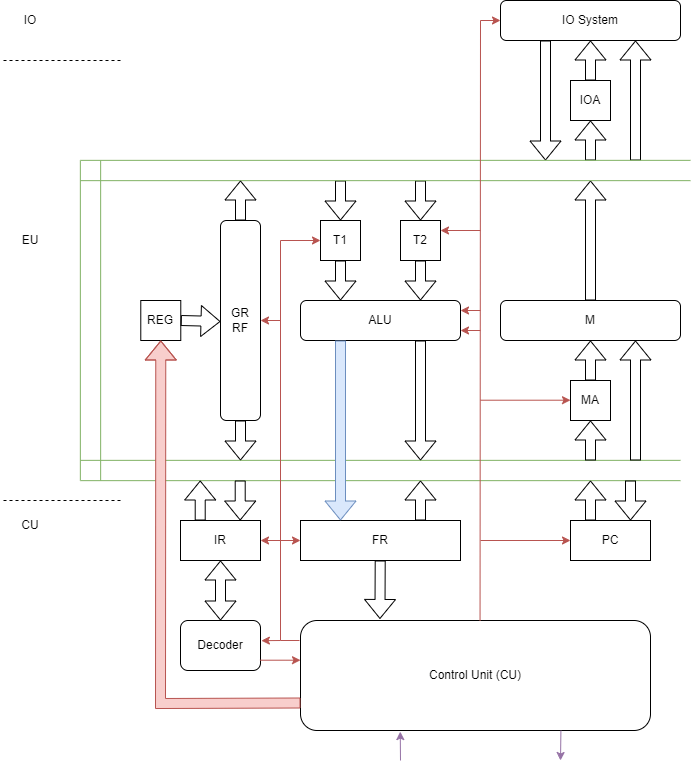 IO
IO System
IOA
EU
T1
T2
REG
GR
RF
ALU
M
MA
CU
IR
FR
PC
Decoder
Control Unit (CU)